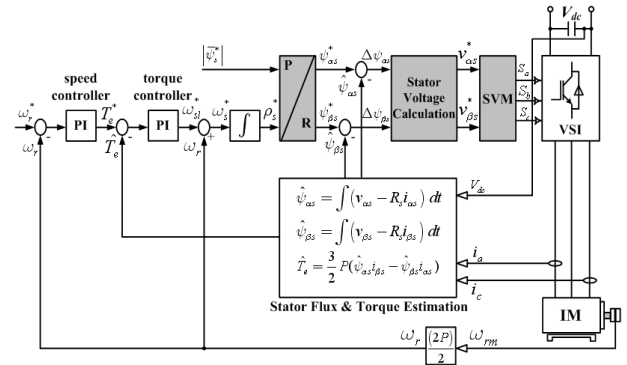 V_dc
|ψ̄_s^*|
P
R
ψ_αs^*
ψ̂_αs
-
Δψ_αs
Stator
Voltage
Calculation
v_αs^*
SVM
S_a
S_b
S_c
VSI
speed
controller
torque
controller
ω_r^*
-
ω_r
PI
T_e^*
-
T̂_e
PI
ω_sl^*
+
ω_r
ω_s^*
∫
ρ_s^*
ψ_βs^*
-
ψ̂_βs
Δψ_βs
v_βs^*
V_dc
ψ̂_αs = ∫(v_αs − R_s i_αs) dt
ψ̂_βs = ∫(v_βs − R_s i_βs) dt
T̂_e = 3/2 P(ψ̂_αs i_βs − ψ̂_βs i_αs)
i_a
i_c
Stator Flux & Torque Estimation
IM
ω_r
(2P)/2
ω_rm